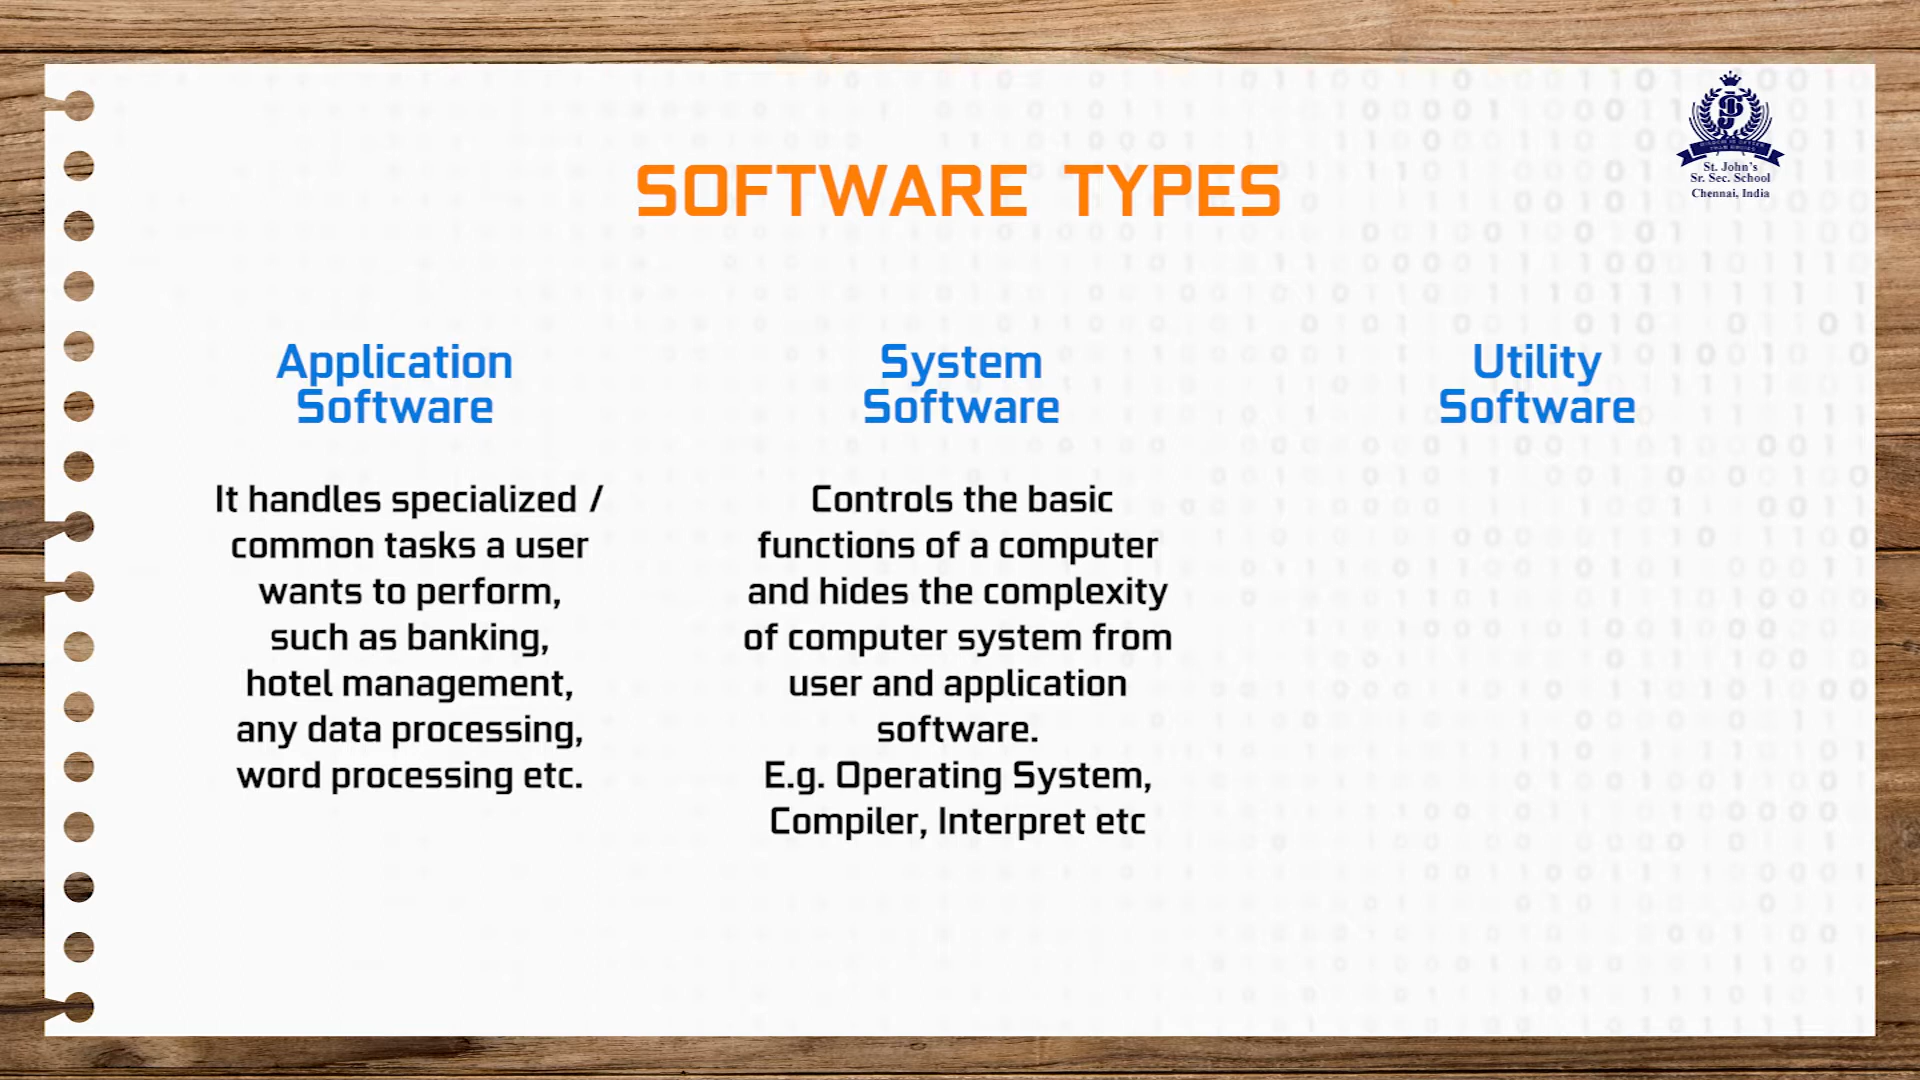 SOFTWARE TYPES
St. John's
Sr. Sec. School
Chennai, India
Application
Software
It handles specialized /
common tasks a user
wants to perform,
such as banking,
hotel management,
any data processing,
word processing etc.
System
Software
Controls the basic
functions of a computer
and hides the complexity
of computer system from
user and application
software.
E.g. Operating System,
Compiler, Interpret etc
Utility
Software